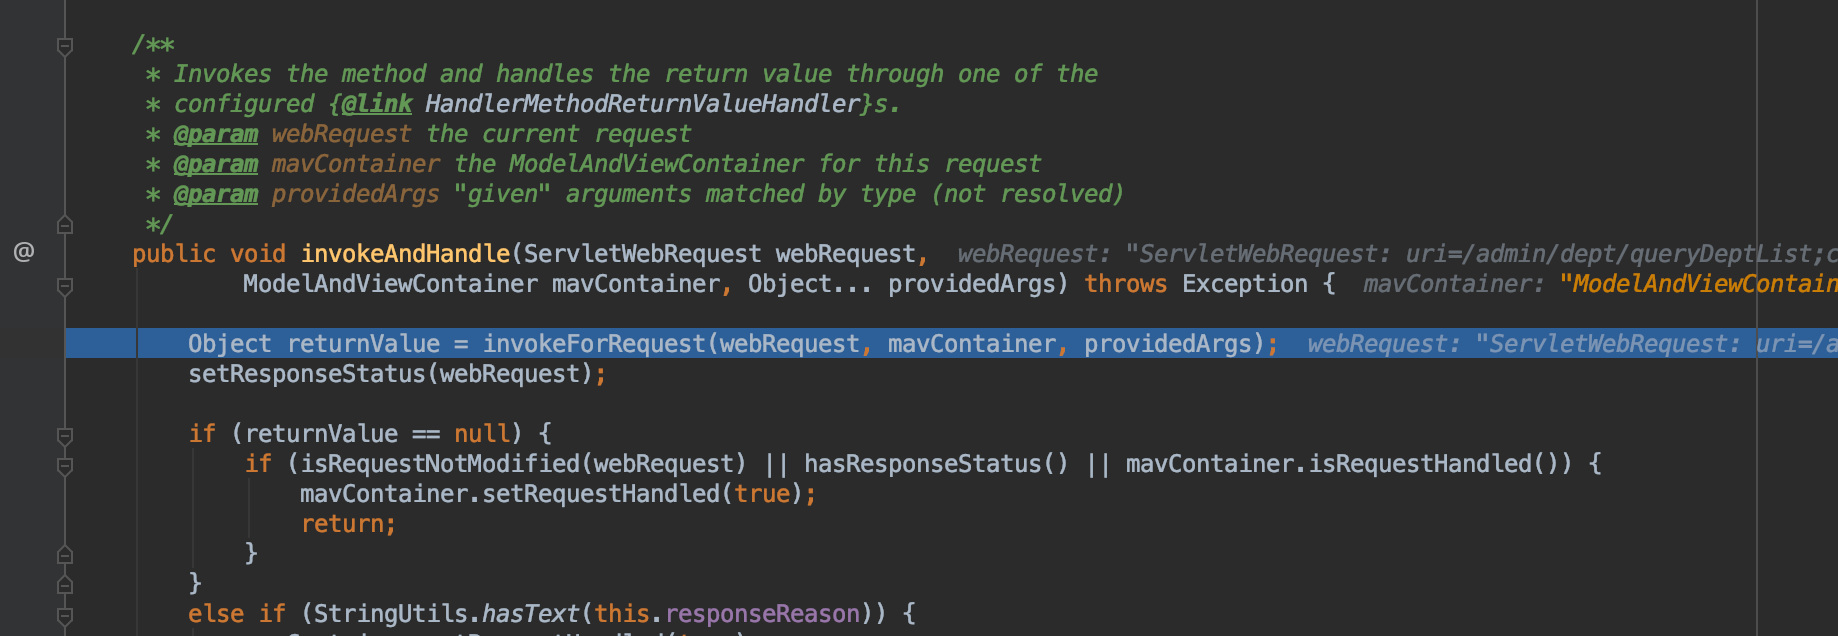 /**
* Invokes the method and handles the return value through one of the
* configured {@link HandlerMethodReturnValueHandler}s.
* @param webRequest the current request
* @param mavContainer the ModelAndViewContainer for this request
* @param providedArgs "given" arguments matched by type (not resolved)
*/
@ public void invokeAndHandle(ServletWebRequest webRequest, webRequest: "ServletWebRequest: uri=/admin/dept/queryDeptList;c
ModelAndViewContainer mavContainer, Object... providedArgs) throws Exception { mavContainer: "ModelAndViewContain
Object returnValue = invokeForRequest(webRequest, mavContainer, providedArgs); webRequest: "ServletWebRequest: uri=/a
setResponseStatus(webRequest);
if (returnValue == null) {
if (isRequestNotModified(webRequest) || hasResponseStatus() || mavContainer.isRequestHandled()) {
mavContainer.setRequestHandled(true);
return;
}
}
else if (StringUtils.hasText(this.responseReason)) {